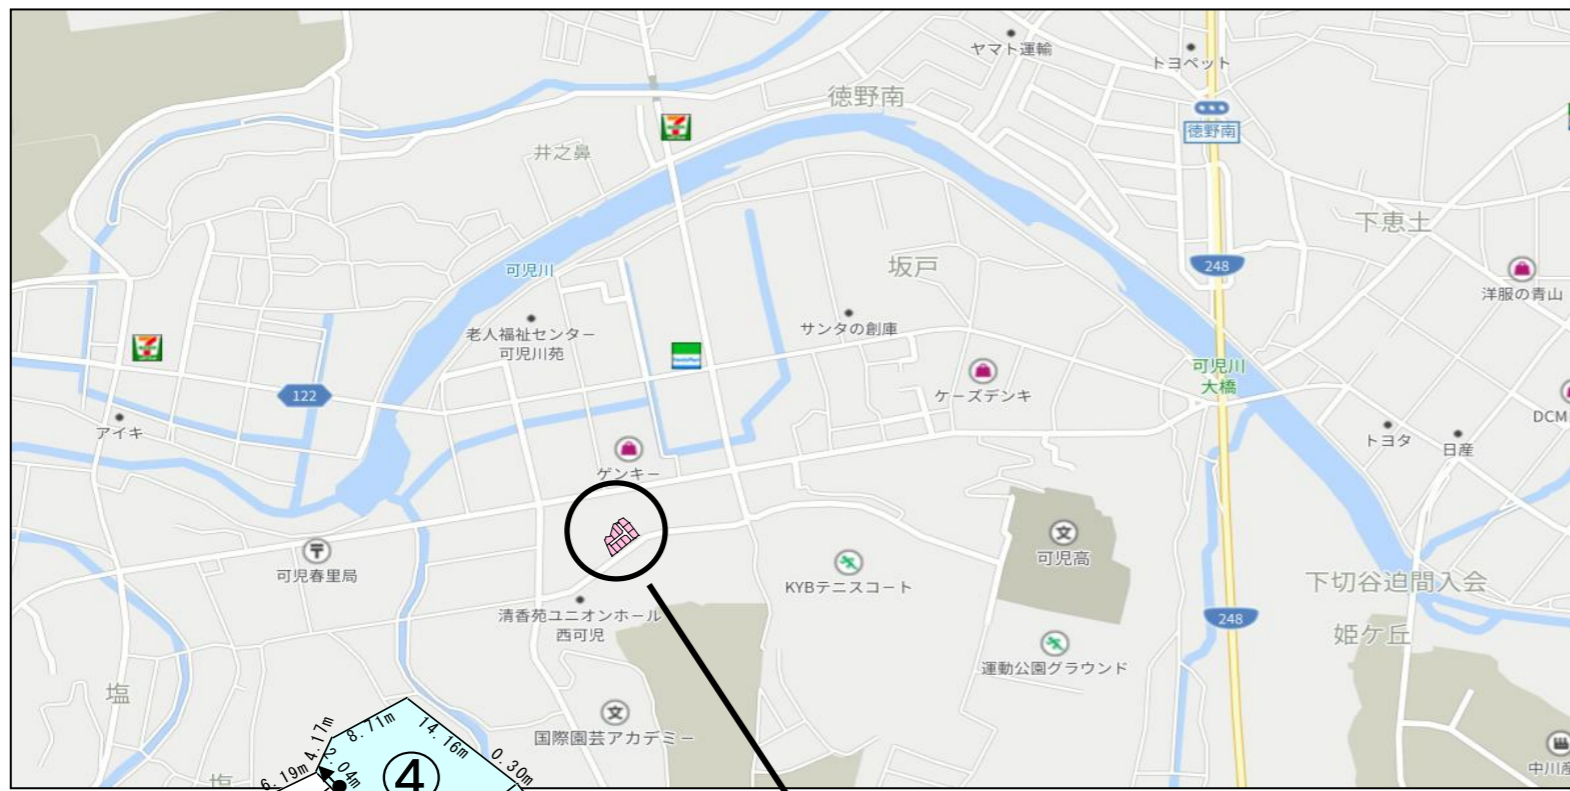 ヤマト運輸
トヨペット
徳野南
徳野南
井之鼻
下恵土
可児川
坂戸
248
洋服の青山
老人福祉センター
可児川苑
サンタの創庫
可児川
大橋
122
ケーズデンキ
DCM
アイキ
トヨタ
日産
ゲンキー
可児春里局
KYBテニスコート
可児高
下切谷迫間入会
清香苑ユニオンホール
西可児
248
姫ケ丘
運動公園グラウンド
塩
国際園芸アカデミー
中川産
塩
6.19m
4.17m
2.04m
8.71m
14.16m
0.30m
④